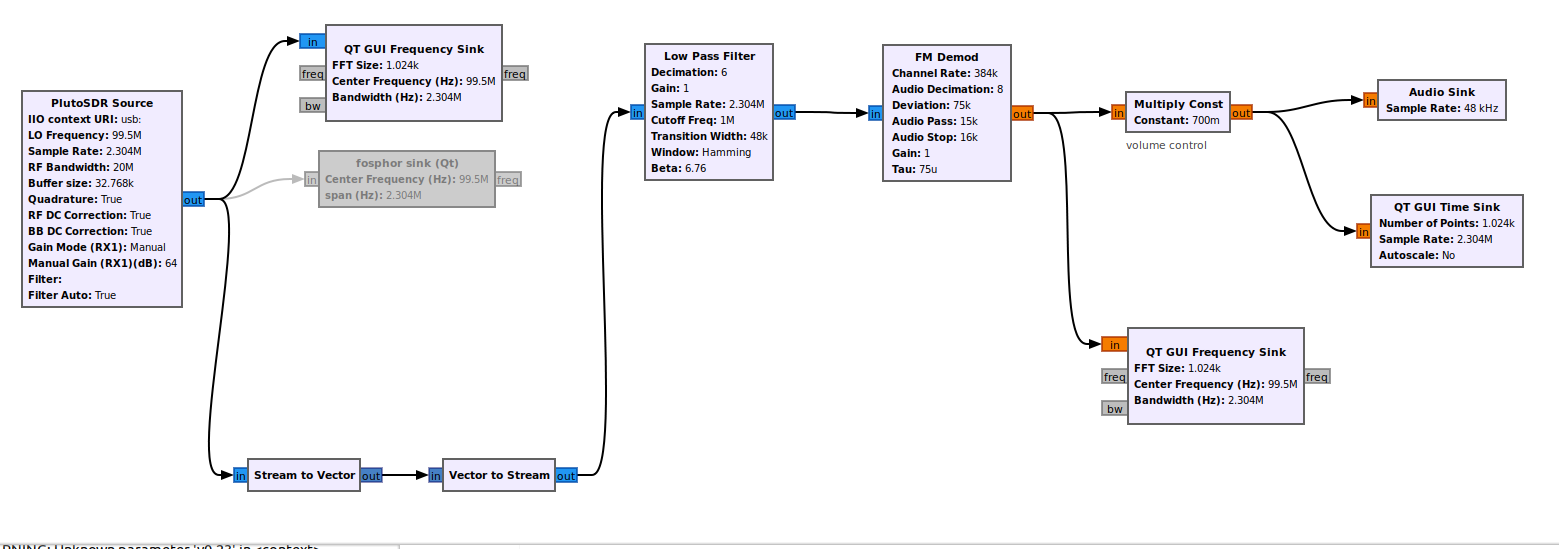 PlutoSDR Source
IIO context URI: usb:
LO Frequency: 99.5M
Sample Rate: 2.304M
RF Bandwidth: 20M
Buffer size: 32.768k
Quadrature: True
RF DC Correction: True
BB DC Correction: True
Gain Mode (RX1): Manual
Manual Gain (RX1)(dB): 64
Filter:
Filter Auto: True
out
in
freq
bw
QT GUI Frequency Sink
FFT Size: 1.024k
Center Frequency (Hz): 99.5M
Bandwidth (Hz): 2.304M
freq
in
fosphor sink (Qt)
Center Frequency (Hz): 99.5M
span (Hz): 2.304M
freq
in
Stream to Vector
out
in
Vector to Stream
out
in
Low Pass Filter
Decimation: 6
Gain: 1
Sample Rate: 2.304M
Cutoff Freq: 1M
Transition Width: 48k
Window: Hamming
Beta: 6.76
out
in
FM Demod
Channel Rate: 384k
Audio Decimation: 8
Deviation: 75k
Audio Pass: 15k
Audio Stop: 16k
Gain: 1
Tau: 75u
out
in
Multiply Const
Constant: 700m
out
volume control
in
Audio Sink
Sample Rate: 48 kHz
in
QT GUI Time Sink
Number of Points: 1.024k
Sample Rate: 2.304M
Autoscale: No
in
freq
bw
QT GUI Frequency Sink
FFT Size: 1.024k
Center Frequency (Hz): 99.5M
Bandwidth (Hz): 2.304M
freq
RNING: Unknown parameter 'v0.23' in <context>